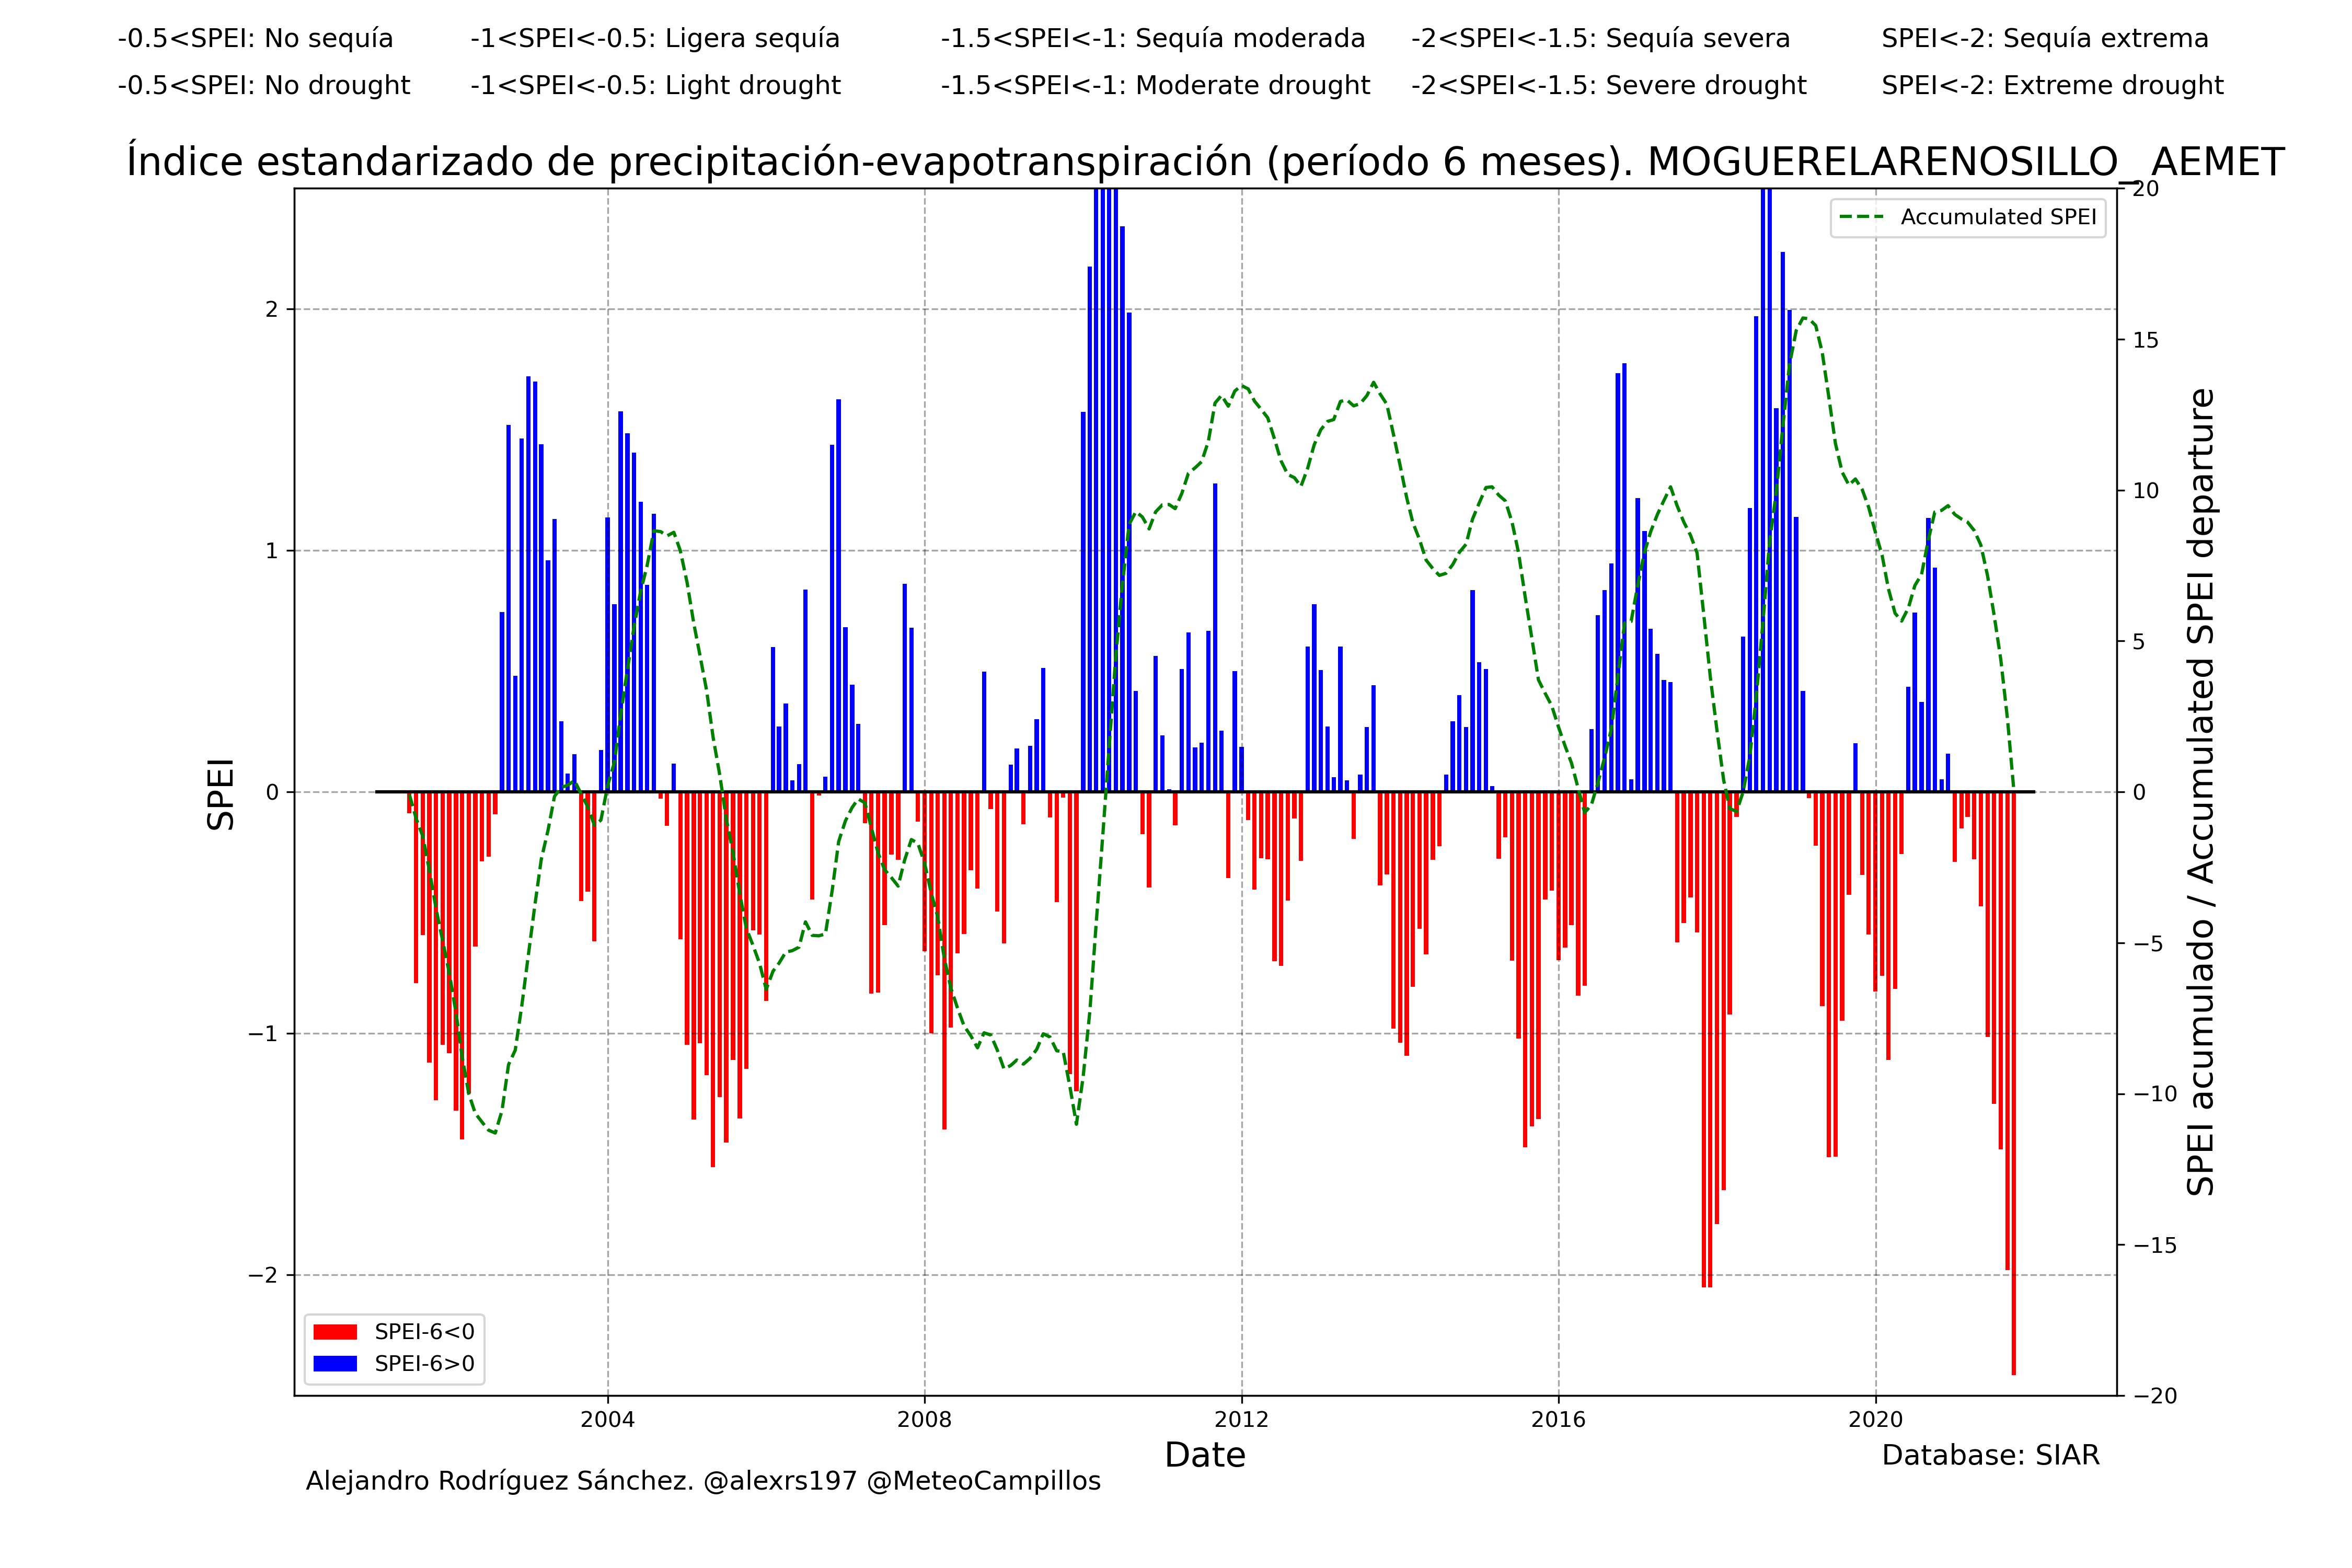 -0.5<SPEI: No sequía -1<SPEI<-0.5: Ligera sequía -1.5<SPEI<-1: Sequía moderada -2<SPEI<-1.5: Sequía severa SPEI<-2: Sequía extrema
-0.5<SPEI: No drought -1<SPEI<-0.5: Light drought -1.5<SPEI<-1: Moderate drought -2<SPEI<-1.5: Severe drought SPEI<-2: Extreme drought
Índice estandarizado de precipitación-evapotranspiración (período 6 meses). MOGUERELARENOSILLO_ AEMET
Accumulated SPEI
SPEI
2
1
0
−1
−2
20
15
10
5
0
−5
−10
−15
−20
SPEI acumulado / Accumulated SPEI departure
SPEI-6<0
SPEI-6>0
2004 2008 2012 2016 2020
Date
Database: SIAR
Alejandro Rodríguez Sánchez. @alexrs197 @MeteoCampillos